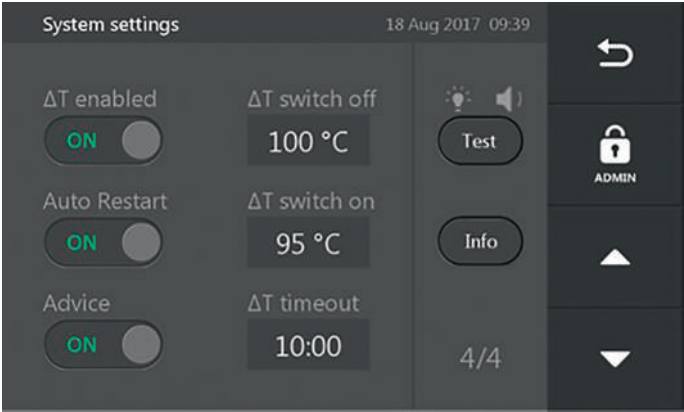 System settings 18 Aug 2017 09:39
ΔT enabled ΔT switch off
ON 100 °C Test
ADMIN
Auto Restart ΔT switch on
ON 95 °C Info
Advice ΔT timeout
ON 10:00 4/4